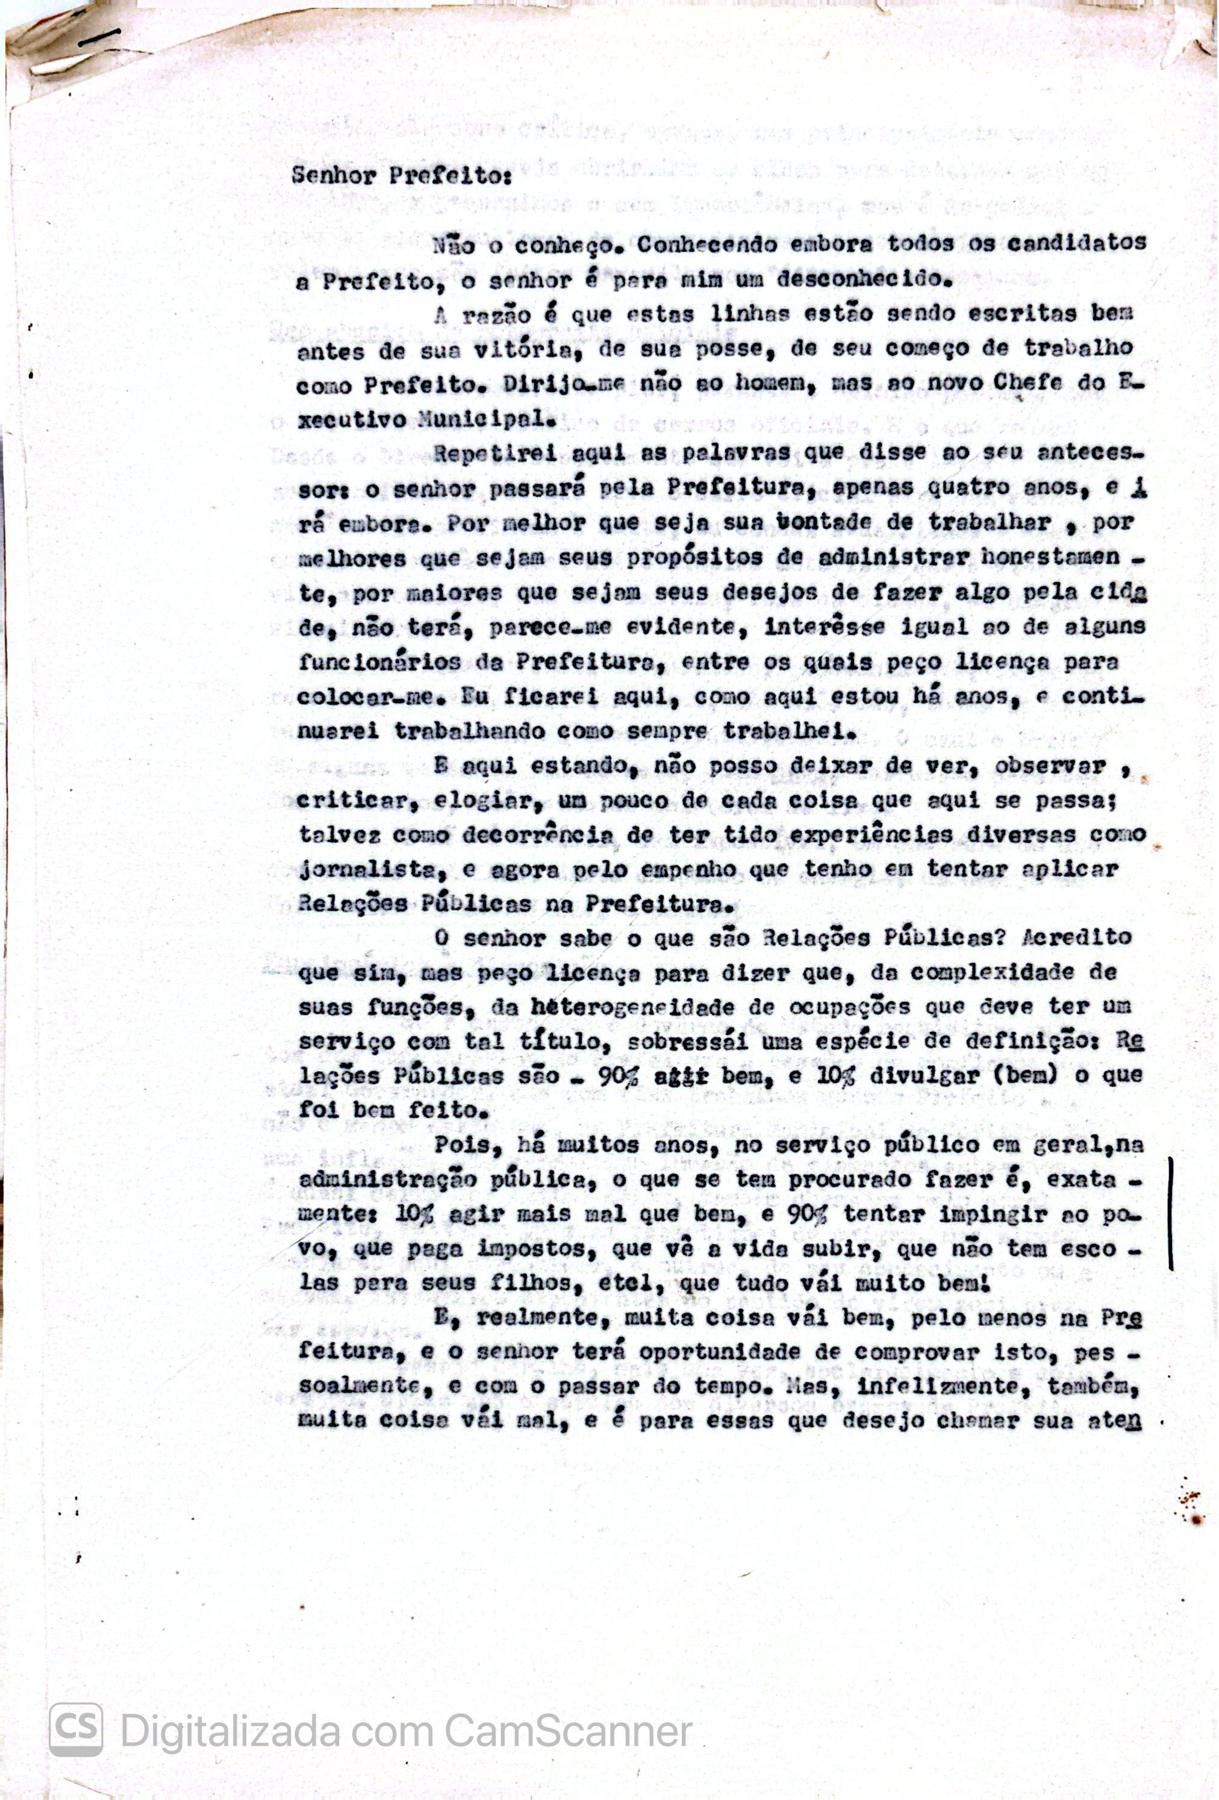 Senhor Prefeito:
Não o conheço. Conhecendo embora todos os candidatos
a Prefeito, o senhor é para mim um desconhecido.
A razão é que estas linhas estão sendo escritas bem
antes de sua vitória, de sua posse, de seu começo de trabalho
como Prefeito. Dirijo-me não ao homem, mas ao novo Chefe do E-
xecutivo Municipal.
Repetirei aqui as palavras que disse ao seu anteces-
sor: o senhor passará pela Prefeitura, apenas quatro anos, e i
rá embora. Por melhor que seja sua vontade de trabalhar , por
melhores que sejam seus propósitos de administrar honestamen -
te, por maiores que sejam seus desejos de fazer algo pela cida
de, não terá, parece-me evidente, interêsse igual ao de alguns
funcionários da Prefeitura, entre os quais peço licença para
colocar-me. Eu ficarei aqui, como aqui estou há anos, e conti-
nuarei trabalhando como sempre trabalhei.
E aqui estando, não posso deixar de ver, observar ,
criticar, elogiar, um pouco de cada coisa que aqui se passa;
talvez como decorrência de ter tido experiências diversas como
jornalista, e agora pelo empenho que tenho em tentar aplicar
Relações Públicas na Prefeitura.
O senhor sabe o que são Relações Públicas? Acredito
que sim, mas peço licença para dizer que, da complexidade de
suas funções, da heterogeneidade de ocupações que deve ter um
serviço com tal título, sobressái uma espécie de definição: Re
lações Públicas são - 90% agir bem, e 10% divulgar (bem) o que
foi bem feito.
Pois, há muitos anos, no serviço público em geral,na
administração pública, o que se tem procurado fazer é, exata -
mente: 10% agir mais mal que bem, e 90% tentar impingir ao po-
vo, que paga impostos, que vê a vida subir, que não tem esco -
las para seus filhos, etcl, que tudo vái muito bem!
E, realmente, muita coisa vái bem, pelo menos na Pre
feitura, e o senhor terá oportunidade de comprovar isto, pes -
soalmente, e com o passar do tempo. Mas, infelizmente, também,
muita coisa vái mal, e é para essas que desejo chamar sua aten
CS Digitalizada com CamScanner